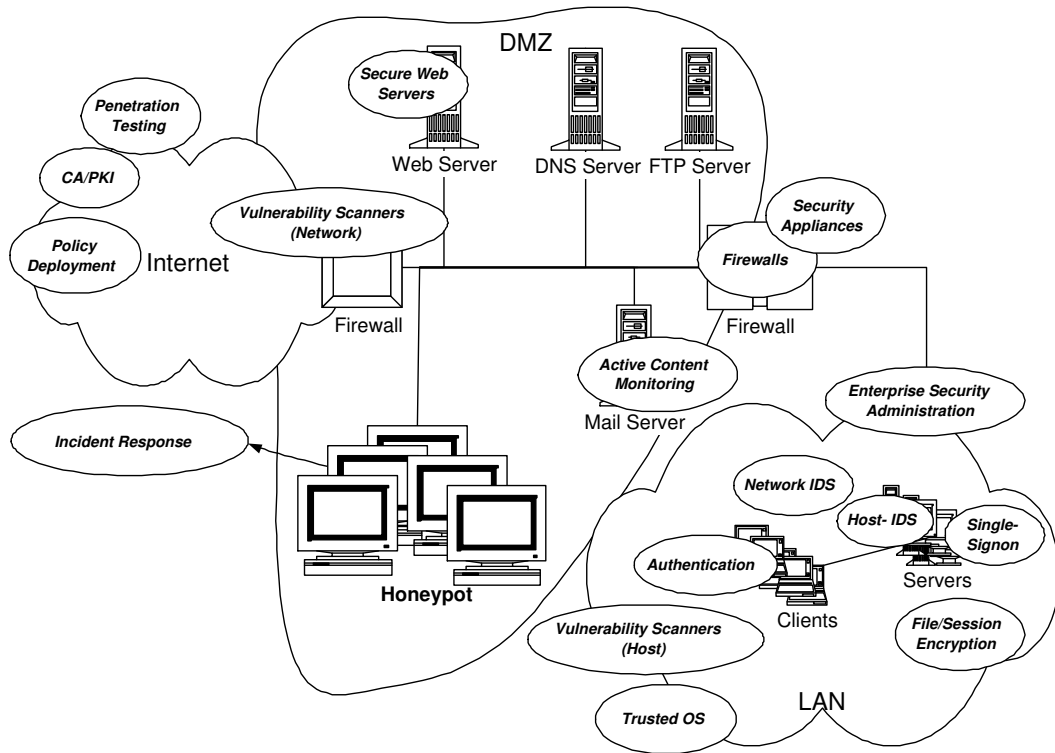 DMZ
Secure Web
Servers
Penetration
Testing
Web Server
DNS Server
FTP Server
CA/PKI
Vulnerability Scanners
(Network)
Security
Appliances
Policy
Deployment
Internet
Firewalls
Firewall
Firewall
Active Content
Monitoring
Mail Server
Enterprise Security
Administration
Incident Response
Network IDS
Host- IDS
Single-
Signon
Authentication
Servers
Honeypot
Clients
Vulnerability Scanners
(Host)
File/Session
Encryption
LAN
Trusted OS